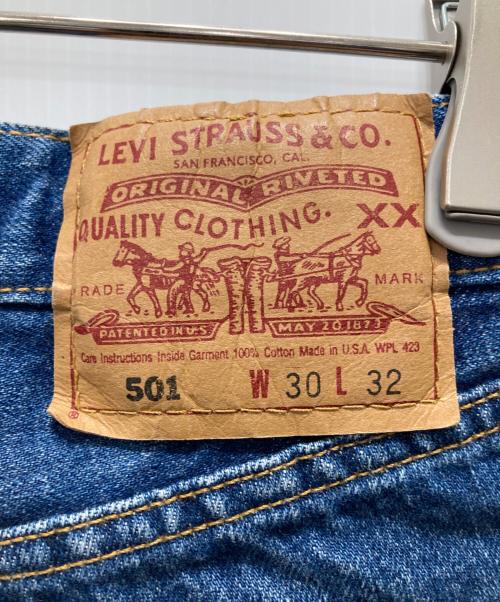 LEVI STRAUSS & CO.
SAN FRANCISCO, CAL.
ORIGINAL RIVETED
QUALITY CLOTHING. XX
RADE MARK
PATENTED IN U.S. MAY 20, 1873
Care Instructions Inside Garment 100% Cotton Made in U.S.A. WPL 423
501 W 30 L 32
®